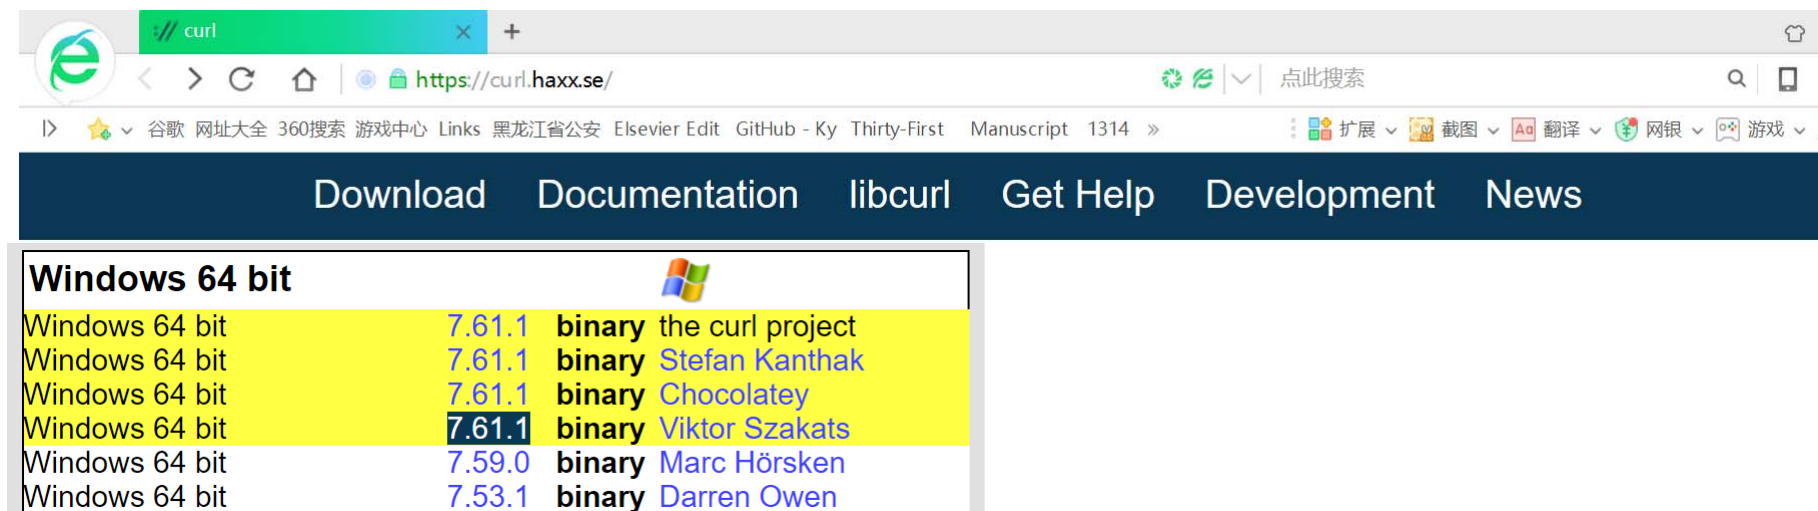 :// curl
https://curl.haxx.se/ 点此搜索
谷歌 网址大全 360搜索 游戏中心 Links 黑龙江省公安 Elsevier Edit GitHub - Ky Thirty-First Manuscript 1314 » 扩展 截图 Aa 翻译 网银 游戏
Download Documentation libcurl Get Help Development News
Windows 64 bit
Windows 64 bit 7.61.1 binary the curl project
Windows 64 bit 7.61.1 binary Stefan Kanthak
Windows 64 bit 7.61.1 binary Chocolatey
Windows 64 bit 7.61.1 binary Viktor Szakats
Windows 64 bit 7.59.0 binary Marc Hörsken
Windows 64 bit 7.53.1 binary Darren Owen